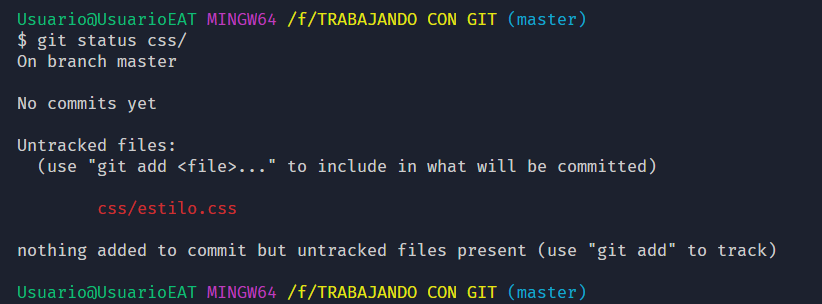 Usuario@UsuarioEAT MINGW64 /f/TRABAJANDO CON GIT (master)
$ git status css/
On branch master
No commits yet
Untracked files:
  (use "git add <file>..." to include in what will be committed)
        css/estilo.css
nothing added to commit but untracked files present (use "git add" to track)
Usuario@UsuarioEAT MINGW64 /f/TRABAJANDO CON GIT (master)